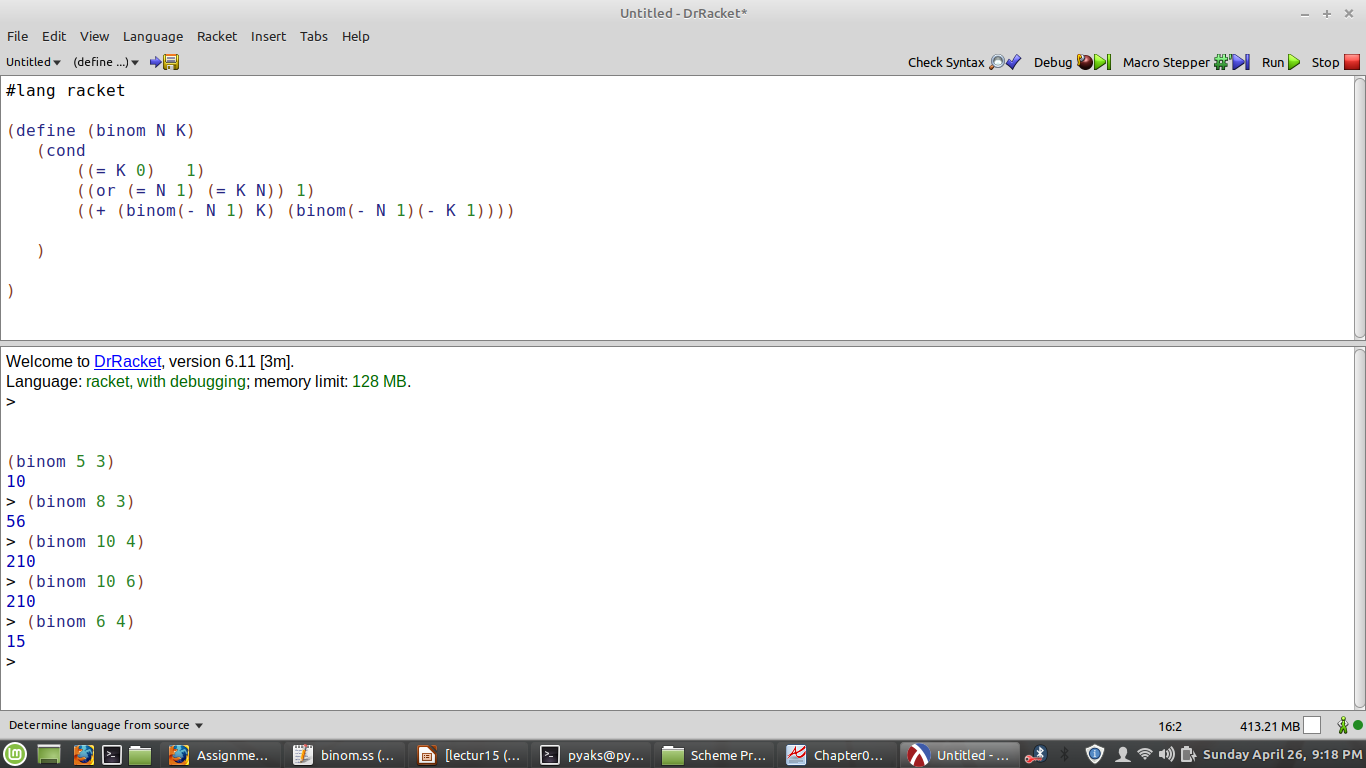 Untitled - DrRacket*
File Edit View Language Racket Insert Tabs Help
Untitled (define ...) Check Syntax Debug Macro Stepper Run Stop
#lang racket
(define (binom N K)
   (cond
       ((= K 0)   1)
       ((or (= N 1) (= K N)) 1)
       ((+ (binom(- N 1) K) (binom(- N 1)(- K 1))))
   )
)
Welcome to DrRacket, version 6.11 [3m].
Language: racket, with debugging; memory limit: 128 MB.
>
(binom 5 3)
10
> (binom 8 3)
56
> (binom 10 4)
210
> (binom 10 6)
210
> (binom 6 4)
15
>
Determine language from source 16:2 413.21 MB
Assignme... binom.ss (... [lectur15 (... pyaks@py... Scheme Pr... Chapter0... Untitled - ... Sunday April 26, 9:18 PM